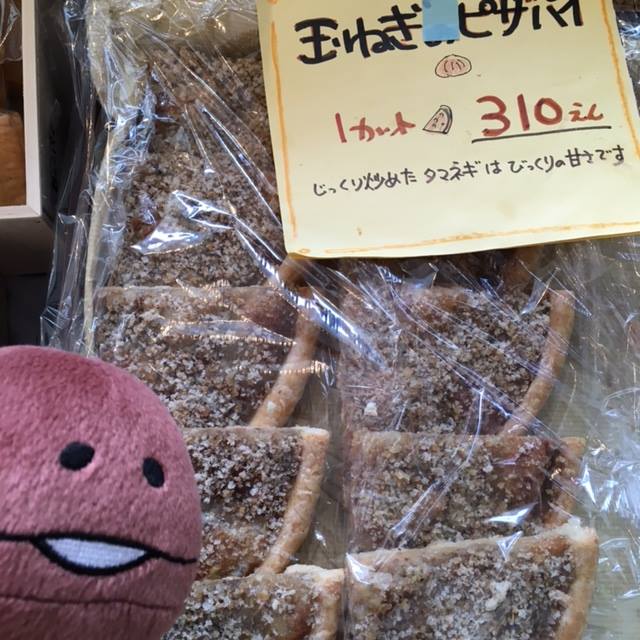 玉ねぎのピザパイ
1カット 310えん
じっくり炒めた タマネギは びっくりの甘さです